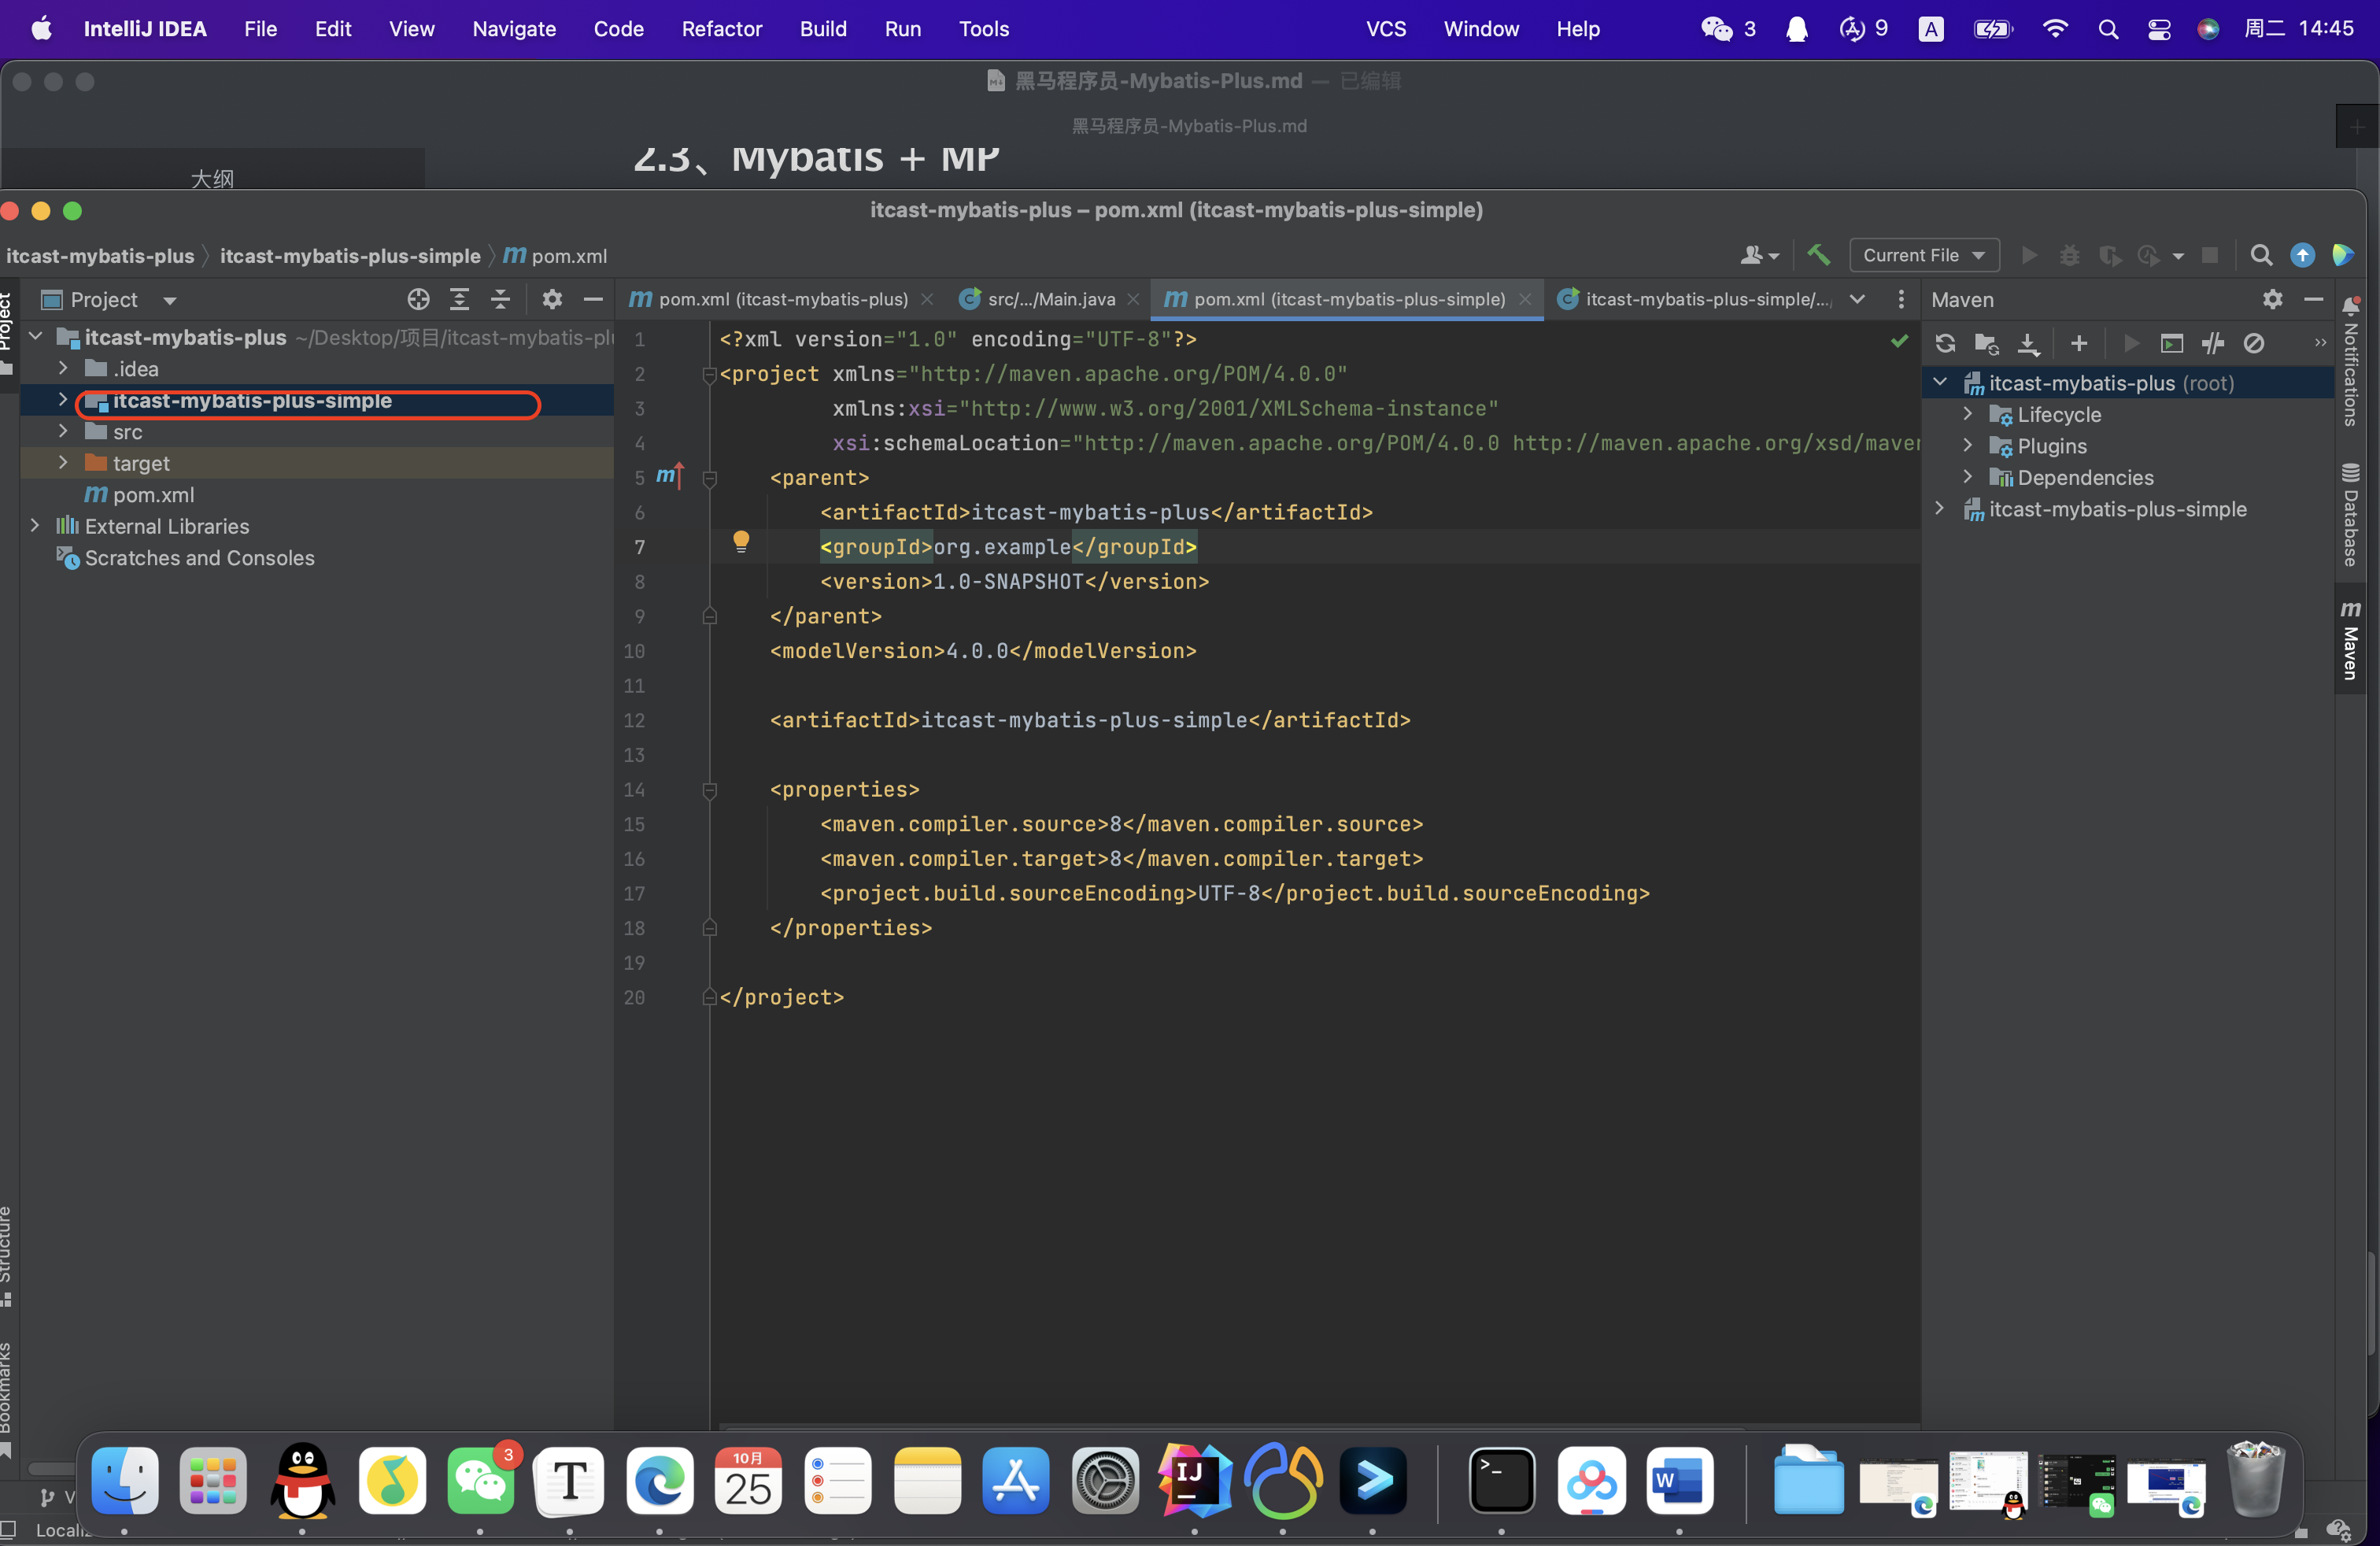 IntelliJ IDEA File Edit View Navigate Code Refactor Build Run Tools VCS Window Help 3 9 A 周二 14:45
黑马程序员-Mybatis-Plus.md — 已编辑
黑马程序员-Mybatis-Plus.md
大纲
2.3、Mybatis + MP
itcast-mybatis-plus – pom.xml (itcast-mybatis-plus-simple)
itcast-mybatis-plus itcast-mybatis-plus-simple m pom.xml
Current File
Project
Project
itcast-mybatis-plus ~/Desktop/项目/itcast-mybatis-plu
.idea
itcast-mybatis-plus-simple
src
target
m pom.xml
External Libraries
Scratches and Consoles
Structure
Bookmarks
m pom.xml (itcast-mybatis-plus)
src/.../Main.java
m pom.xml (itcast-mybatis-plus-simple)
itcast-mybatis-plus-simple/...
1 <?xml version="1.0" encoding="UTF-8"?>
2 <project xmlns="http://maven.apache.org/POM/4.0.0"
3 xmlns:xsi="http://www.w3.org/2001/XMLSchema-instance"
4 xsi:schemaLocation="http://maven.apache.org/POM/4.0.0 http://maven.apache.org/xsd/maven
5 <parent>
6 <artifactId>itcast-mybatis-plus</artifactId>
7 <groupId>org.example</groupId>
8 <version>1.0-SNAPSHOT</version>
9 </parent>
10 <modelVersion>4.0.0</modelVersion>
11
12 <artifactId>itcast-mybatis-plus-simple</artifactId>
13
14 <properties>
15 <maven.compiler.source>8</maven.compiler.source>
16 <maven.compiler.target>8</maven.compiler.target>
17 <project.build.sourceEncoding>UTF-8</project.build.sourceEncoding>
18 </properties>
19
20 </project>
Maven
itcast-mybatis-plus (root)
Lifecycle
Plugins
Dependencies
itcast-mybatis-plus-simple
Notifications
Database
m Maven
3
T
10月
25
IJ
W
V
Localiz